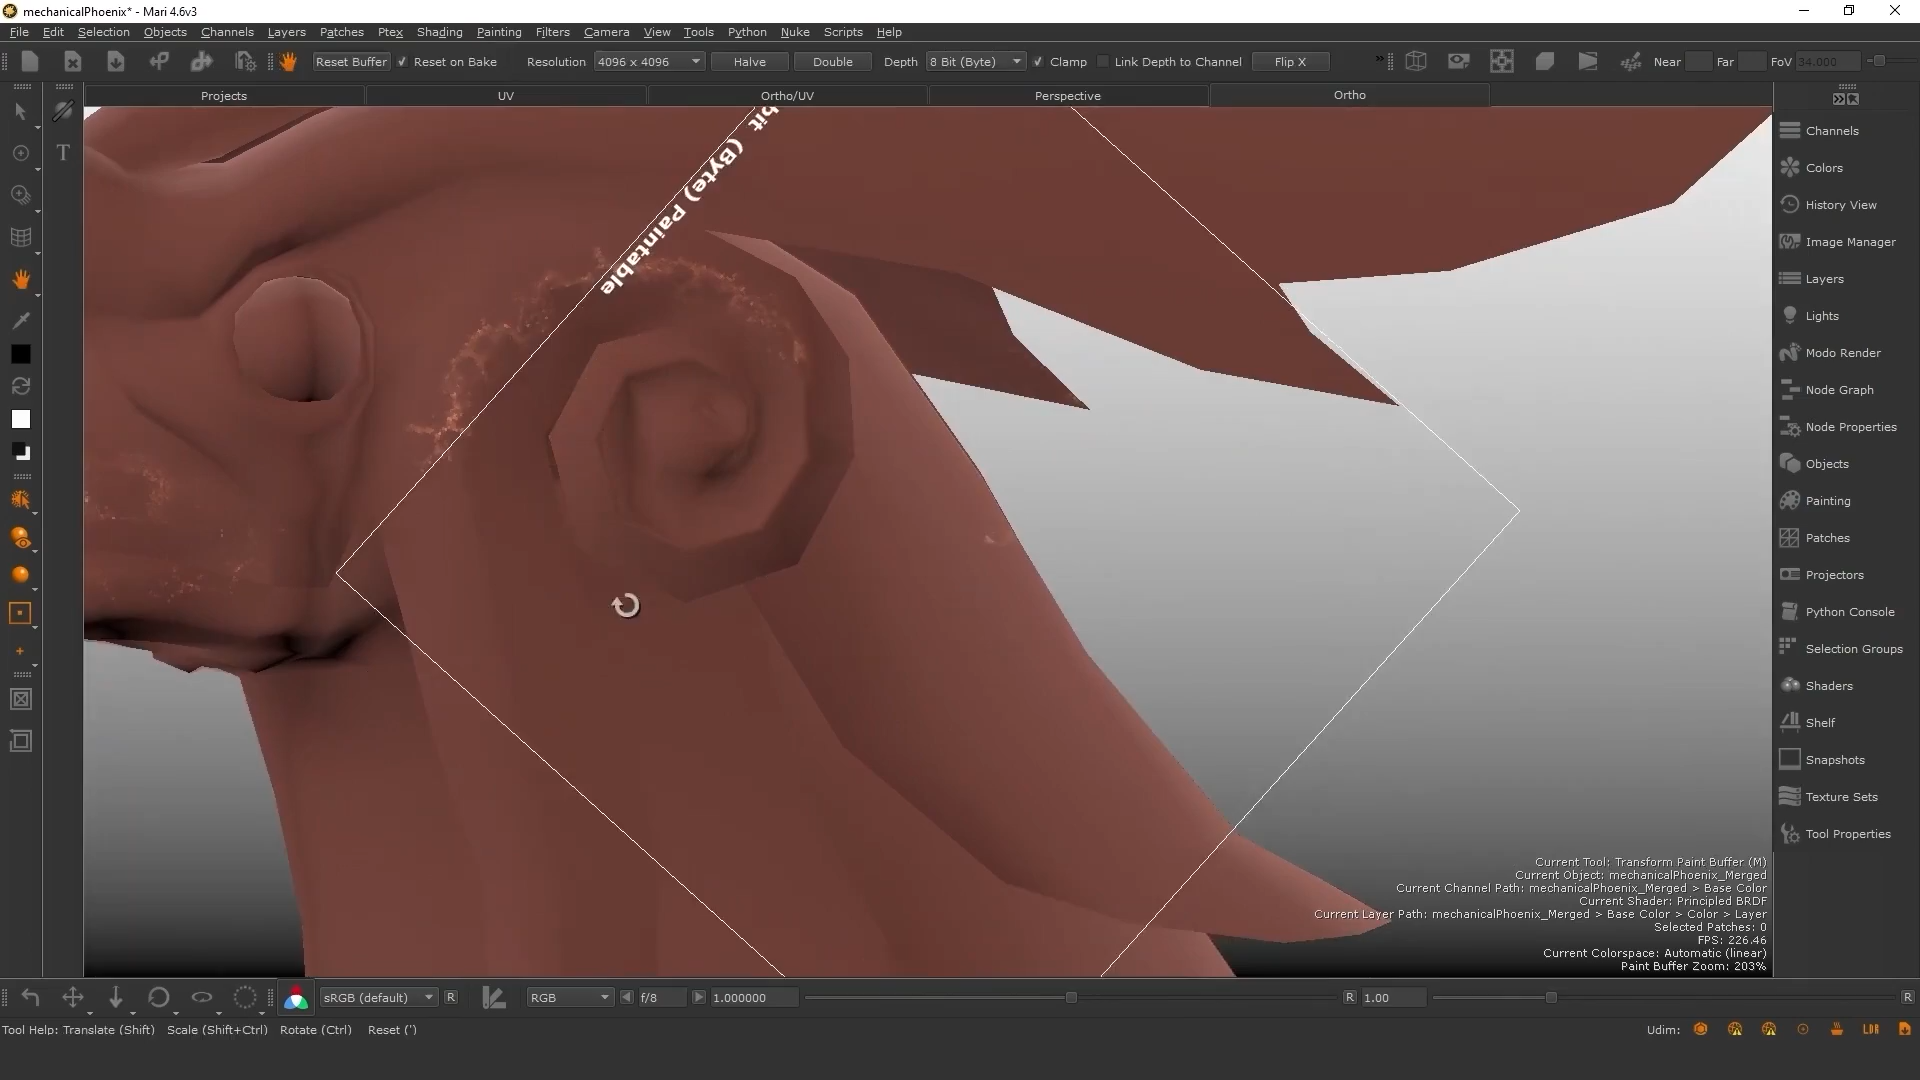 mechanicalPhoenix* - Mari 4.6v3
File Edit Selection Objects Channels Layers Patches Ptex Shading Painting Filters Camera View Tools Python Nuke Scripts Help
Reset Buffer Reset on Bake Resolution 4096 x 4096 Halve Double Depth 8 Bit (Byte) Clamp Link Depth to Channel Flip X Near Far FoV 34.000
Projects UV Ortho/UV Perspective Ortho
bit (Byte) Paintable
T
Channels
Colors
History View
Image Manager
Layers
Lights
Modo Render
Node Graph
Node Properties
Objects
Painting
Patches
Projectors
Python Console
Selection Groups
Shaders
Shelf
Snapshots
Texture Sets
Tool Properties
Current Tool: Transform Paint Buffer (M)
Current Object: mechanicalPhoenix_Merged
Current Channel Path: mechanicalPhoenix_Merged > Base Color
Current Shader: Principled BRDF
Current Layer Path: mechanicalPhoenix_Merged > Base Color > Color > Layer
Selected Patches: 0
FPS: 226.46
Current Colorspace: Automatic (linear)
Paint Buffer Zoom: 203%
sRGB (default) R RGB f/8 1.000000 R 1.00 R
Tool Help: Translate (Shift) Scale (Shift+Ctrl) Rotate (Ctrl) Reset (') Udim: LDR